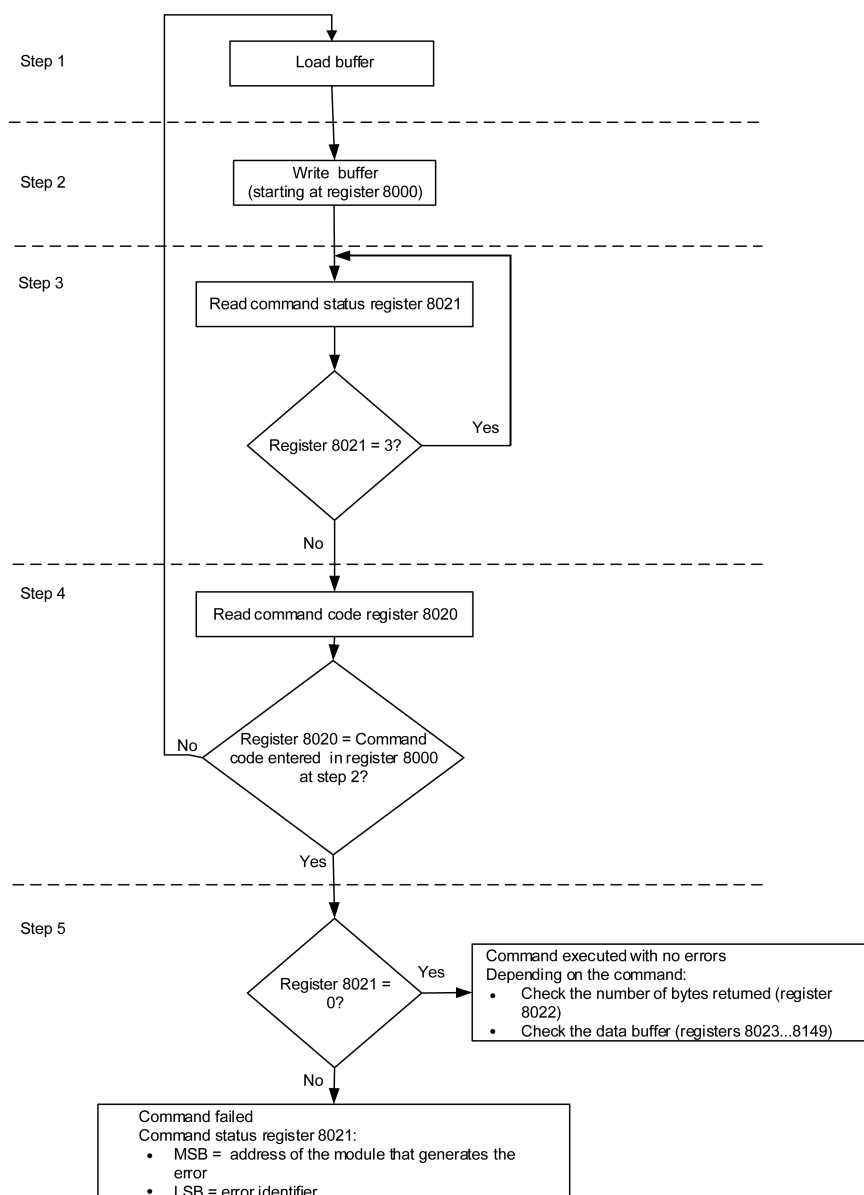 Step 1
Load buffer
Step 2
Write buffer
(starting at register 8000)
Step 3
Read command status register 8021
Register 8021 = 3?
Yes
No
Step 4
Read command code register 8020
Register 8020 = Command
code entered in register 8000
at step 2?
No
Yes
Step 5
Register 8021 =
0?
Yes
Command executed with no errors
Depending on the command:
• Check the number of bytes returned (register
8022)
• Check the data buffer (registers 8023...8149)
No
Command failed
Command status register 8021:
• MSB = address of the module that generates the
error
• LSB = error identifier